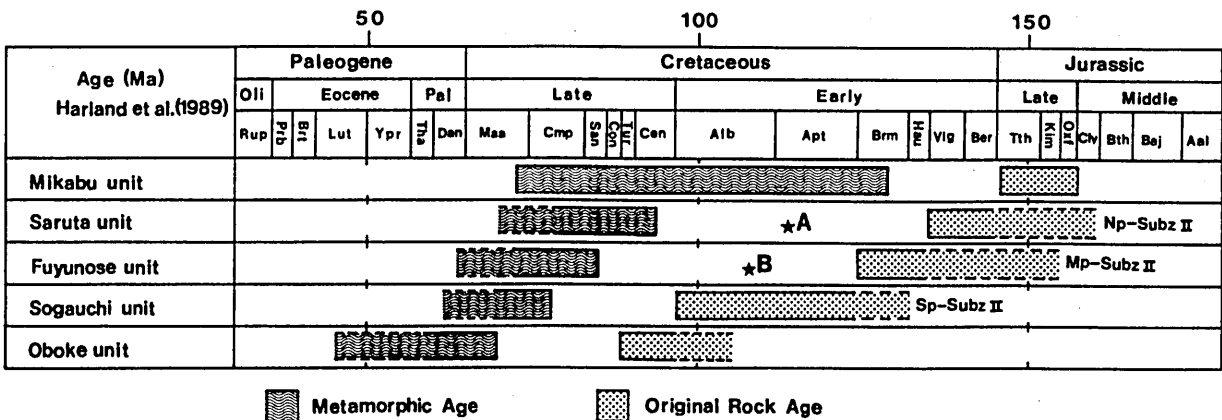 50 100 150
Age (Ma)
Harland et al.(1989)
Paleogene Cretaceous Jurassic
Oli Eocene Pal Late Early Late Middle
Rup Prb Brt Lut Ypr Tha Dan Maa Cmp San Con Tur Cen Alb Apt Brm Hau Vlg Ber Tth Kim Oxf Clv Bth Baj Aal
Mikabu unit
Saruta unit ★A Np-Subz II
Fuyunose unit ★B Mp-Subz II
Sogauchi unit Sp-Subz II
Oboke unit
Metamorphic Age Original Rock Age